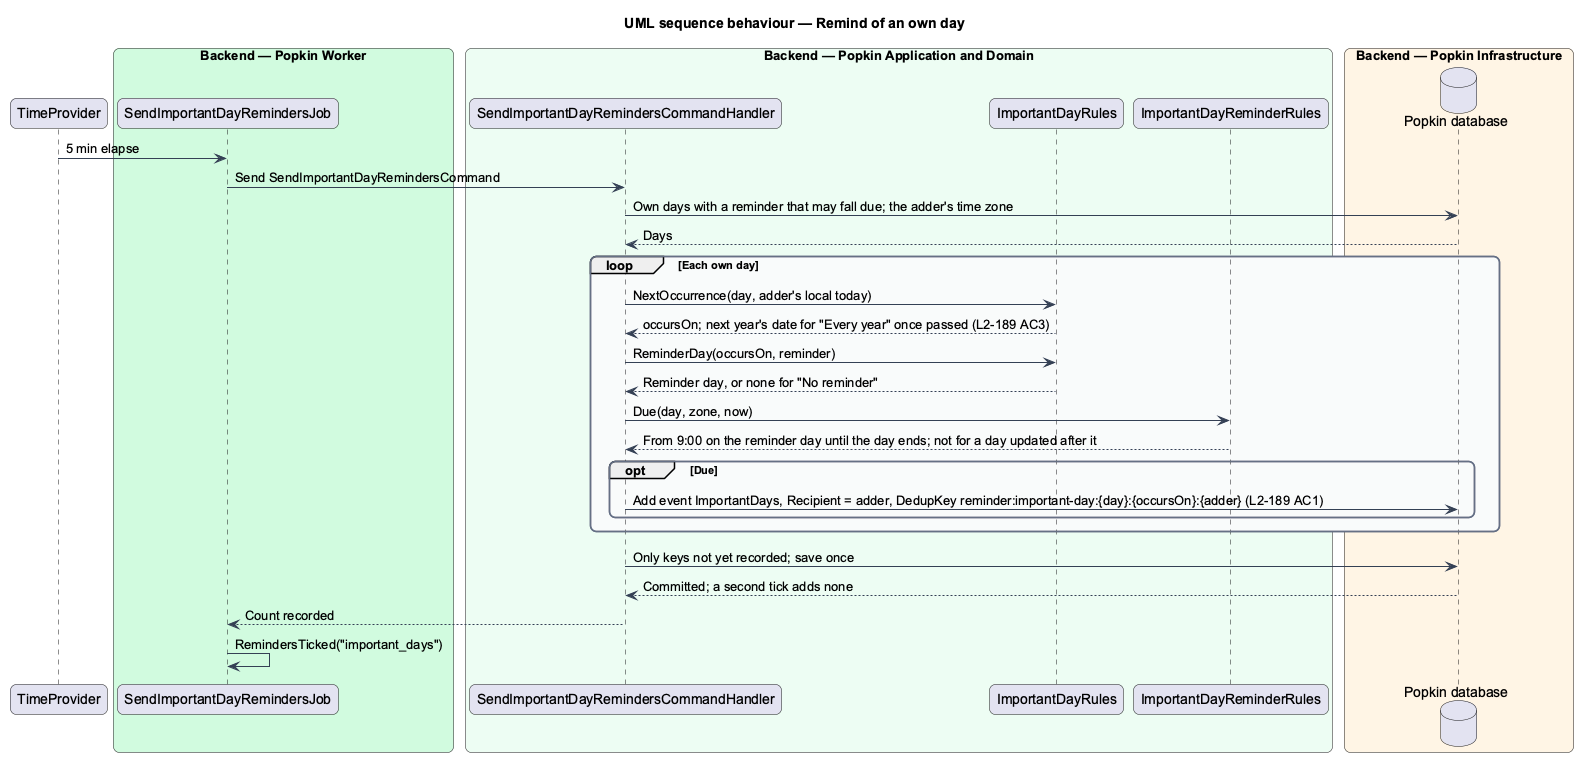 UML sequence behaviour — Remind of an own day
Backend — Popkin Worker
Backend — Popkin Application and Domain
Backend — Popkin Infrastructure
TimeProvider
SendImportantDayRemindersJob
SendImportantDayRemindersCommandHandler
ImportantDayRules
ImportantDayReminderRules
Popkin database
5 min elapse
Send SendImportantDayRemindersCommand
Own days with a reminder that may fall due; the adder's time zone
Days
loop [Each own day]
NextOccurrence(day, adder's local today)
occursOn; next year's date for "Every year" once passed (L2-189 AC3)
ReminderDay(occursOn, reminder)
Reminder day, or none for "No reminder"
Due(day, zone, now)
From 9:00 on the reminder day until the day ends; not for a day updated after it
opt [Due]
Add event ImportantDays, Recipient = adder, DedupKey reminder:important-day:{day}:{occursOn}:{adder} (L2-189 AC1)
Only keys not yet recorded; save once
Committed; a second tick adds none
Count recorded
RemindersTicked("important_days")
TimeProvider
SendImportantDayRemindersJob
SendImportantDayRemindersCommandHandler
ImportantDayRules
ImportantDayReminderRules
Popkin database